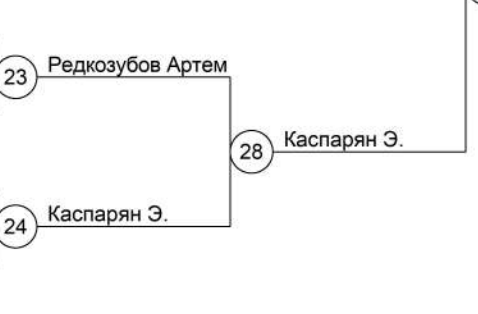 23 Редкозубов Артем
28 Каспарян Э.
24 Каспарян Э.